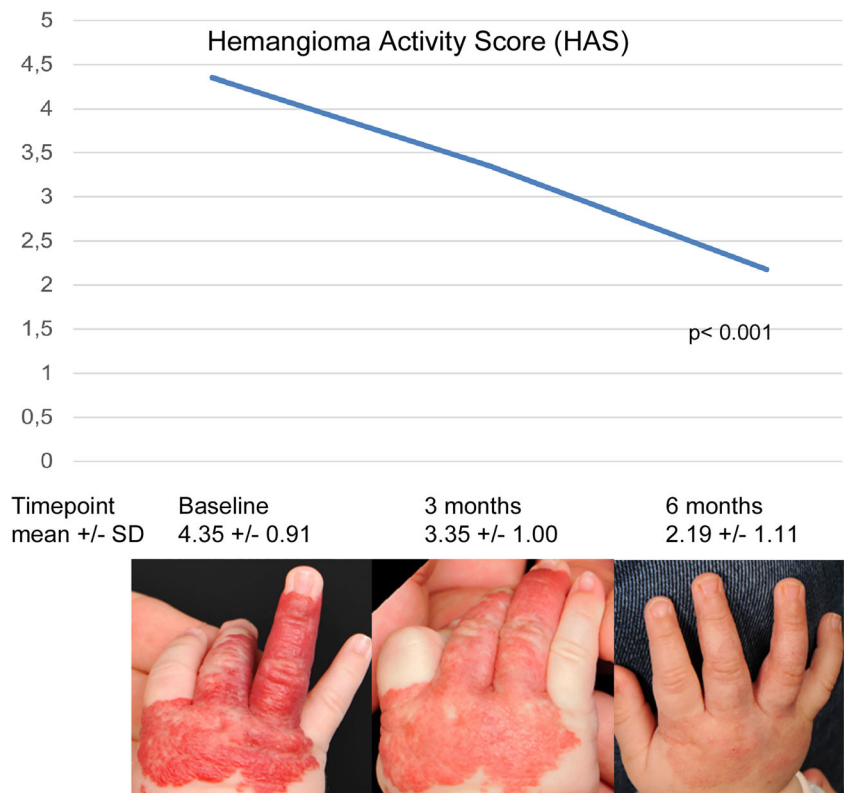 5
Hemangioma Activity Score (HAS)
4,5
4
3,5
3
2,5
2
1,5
p< 0.001
1
0,5
0
Timepoint Baseline 3 months 6 months
mean +/- SD 4.35 +/- 0.91 3.35 +/- 1.00 2.19 +/- 1.11